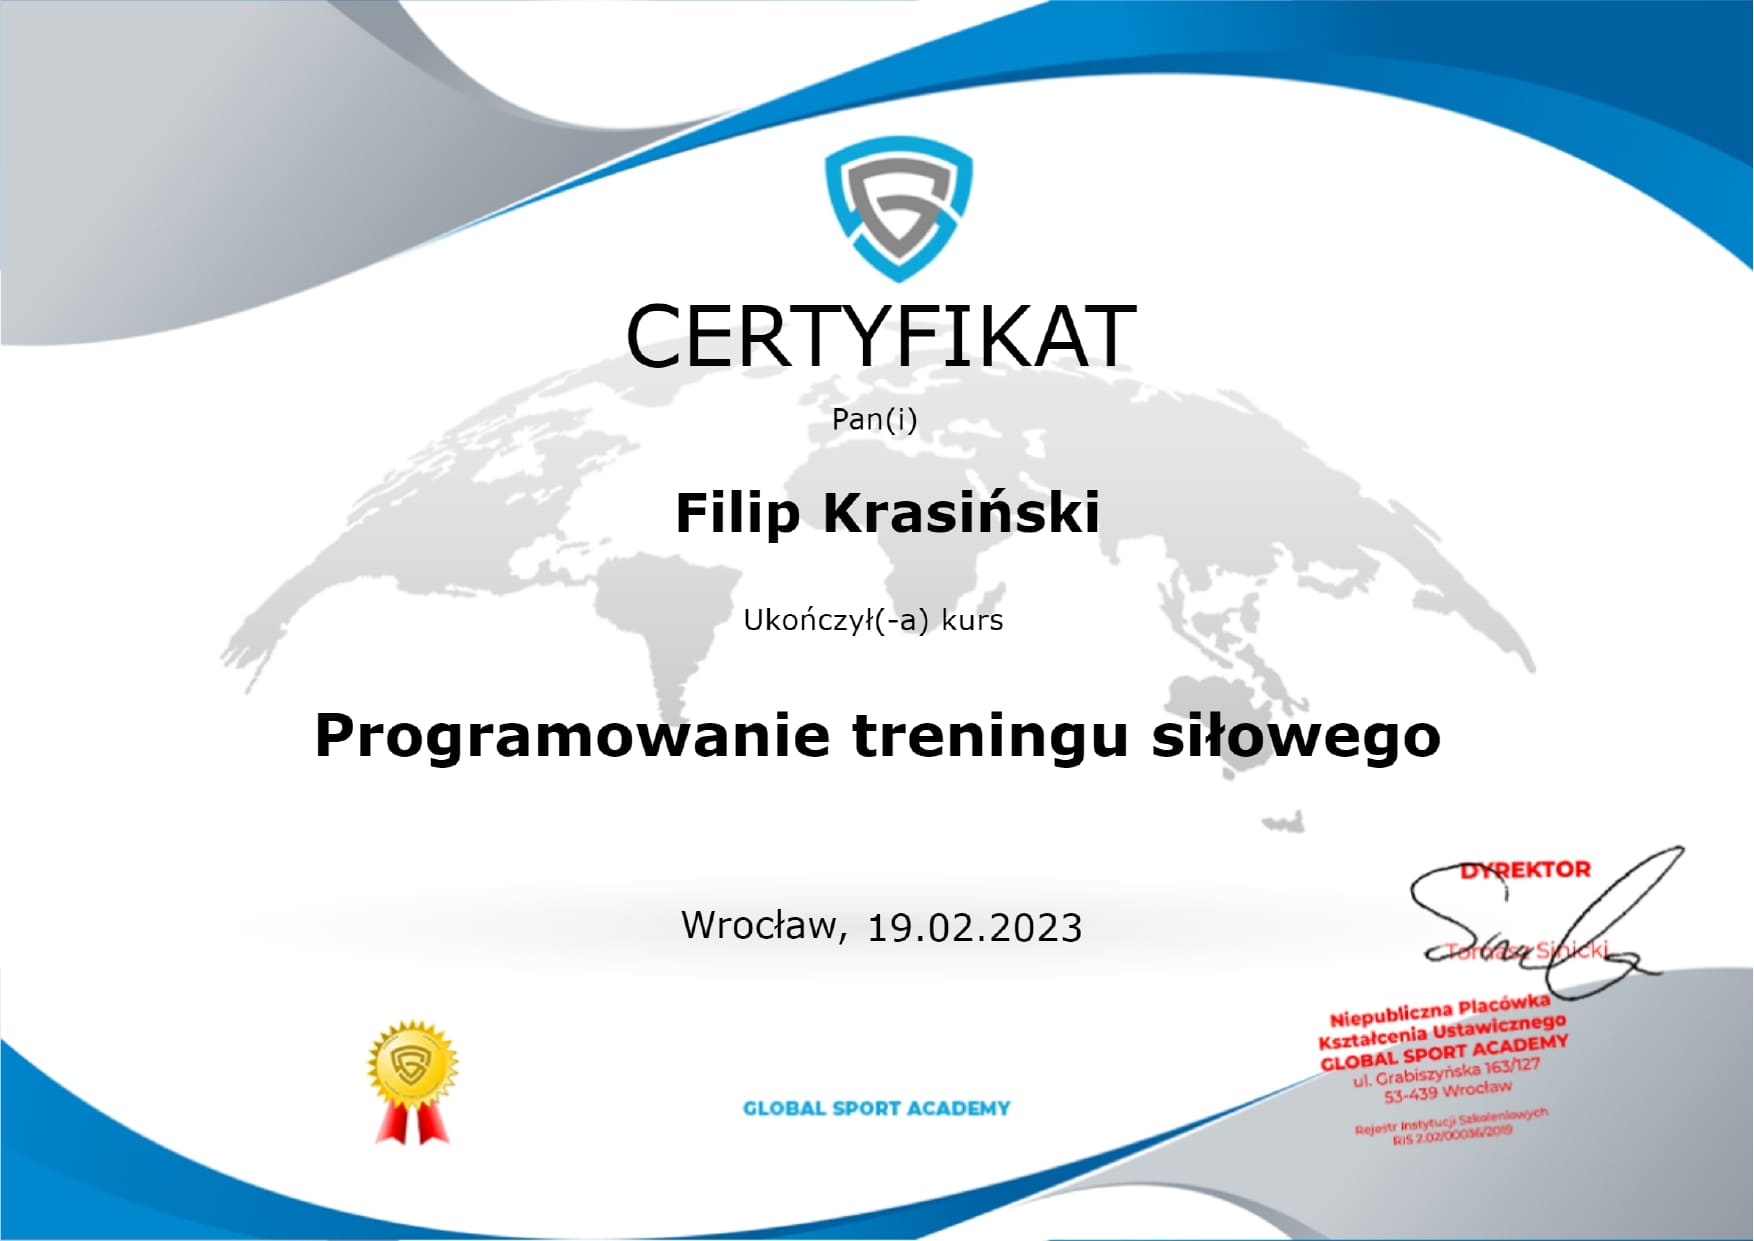 CERTYFIKAT
Pan(i)
Filip Krasiński
Ukończył(-a) kurs
Programowanie treningu siłowego
Wrocław, 19.02.2023
DYREKTOR
Tomasz Sinicki
Niepubliczna Placówka
Kształcenia Ustawicznego
GLOBAL SPORT ACADEMY
ul. Grabiszyńska 163/127
53-439 Wrocław
Rejestr Instytucji Szkoleniowych
RIS 2.02/00036/2019
GLOBAL SPORT ACADEMY